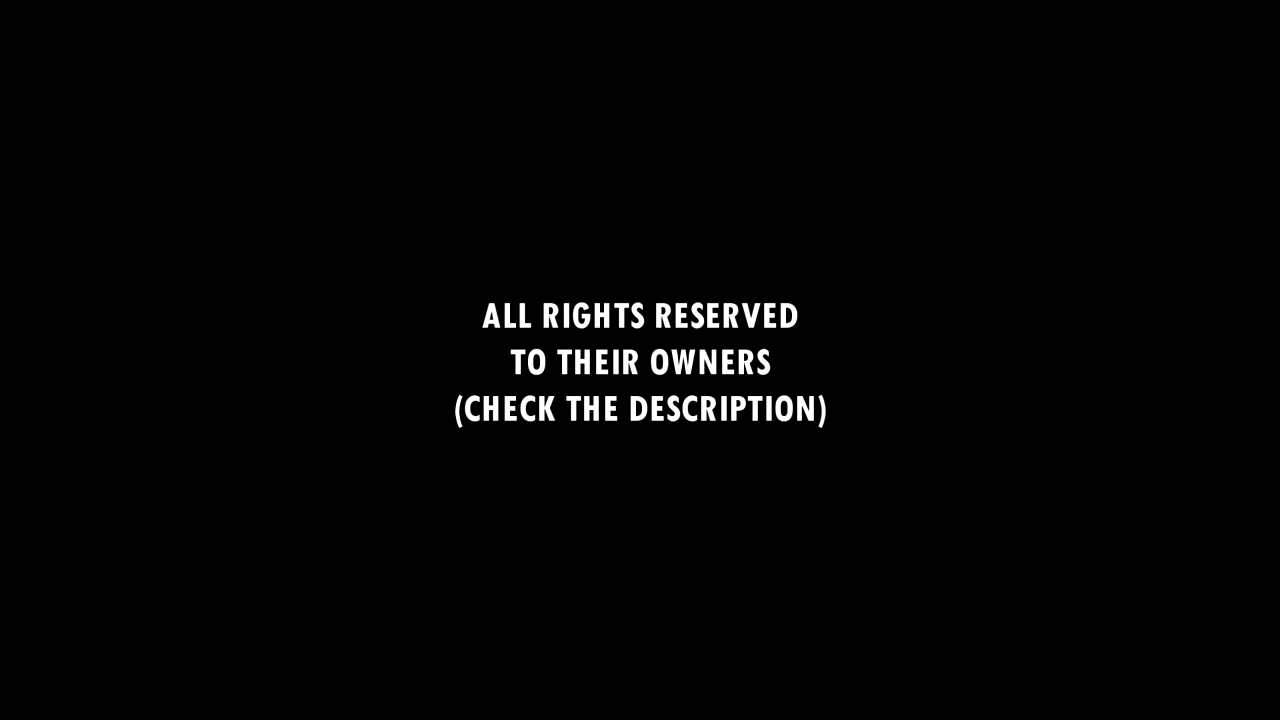 ALL RIGHTS RESERVED
TO THEIR OWNERS
(CHECK THE DESCRIPTION)